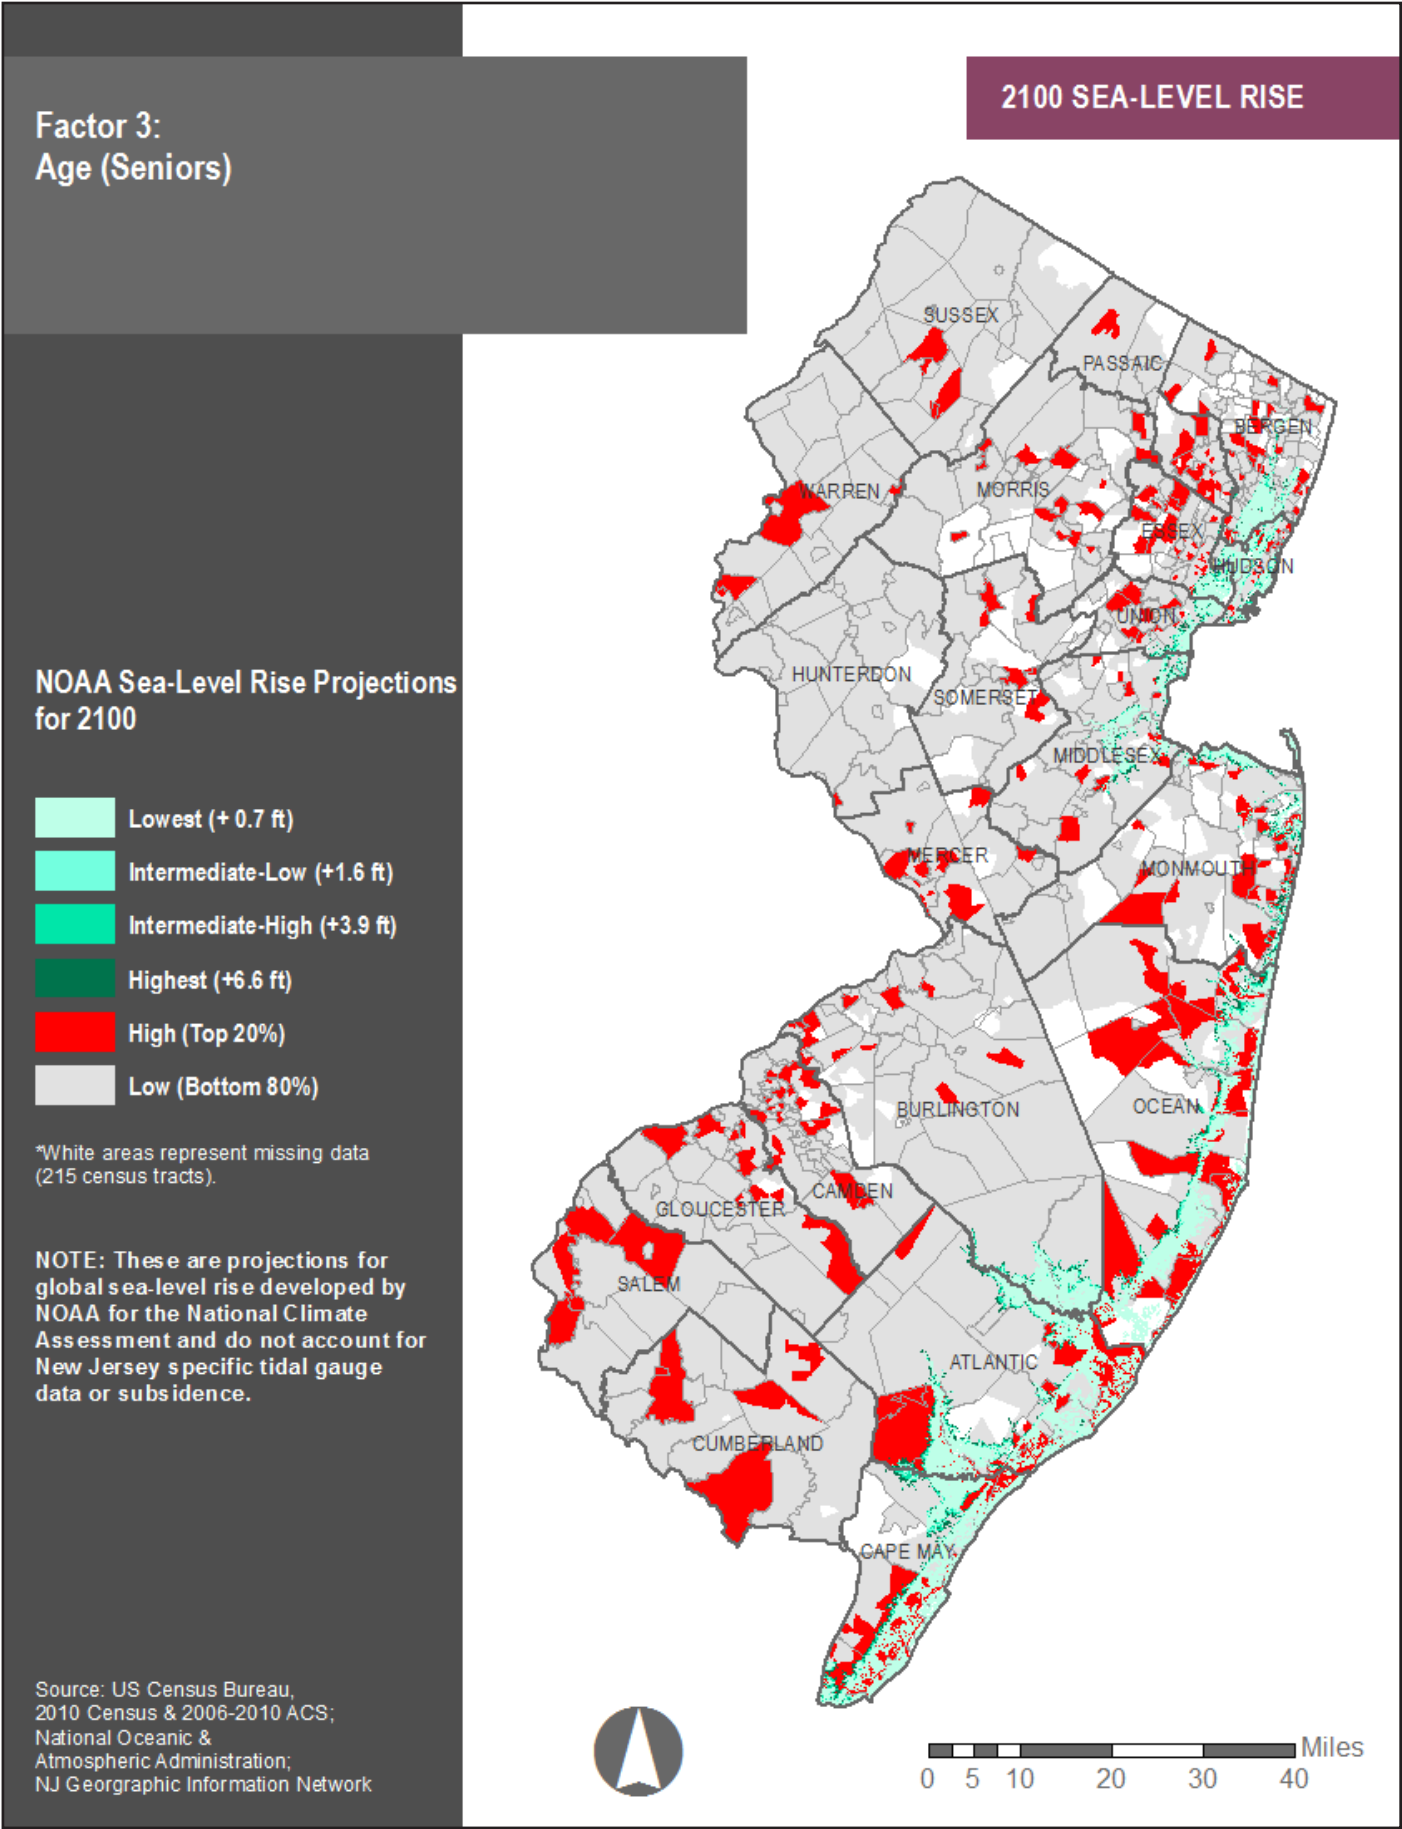 Factor 3:
Age (Seniors)
2100 SEA-LEVEL RISE
SUSSEX
PASSAIC
BERGEN
WARREN
MORRIS
ESSEX
HUDSON
UNION
HUNTERDON
SOMERSET
MIDDLESEX
MERCER
MONMOUTH
OCEAN
BURLINGTON
CAMDEN
GLOUCESTER
SALEM
ATLANTIC
CUMBERLAND
CAPE MAY
NOAA Sea-Level Rise Projections
for 2100
Lowest (+ 0.7 ft)
Intermediate-Low (+1.6 ft)
Intermediate-High (+3.9 ft)
Highest (+6.6 ft)
High (Top 20%)
Low (Bottom 80%)
*White areas represent missing data
(215 census tracts).
NOTE: These are projections for
global sea-level rise developed by
NOAA for the National Climate
Assessment and do not account for
New Jersey specific tidal gauge
data or subsidence.
Source: US Census Bureau,
2010 Census & 2006-2010 ACS;
National Oceanic &
Atmospheric Administration;
NJ Georgraphic Information Network
Miles
0 5 10 20 30 40